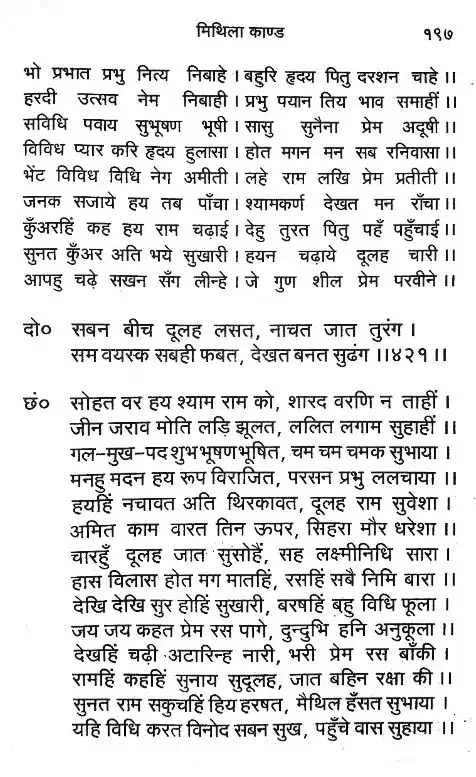 मिथिला काण्ड १९७
भो प्रभात प्रभु नित्य निबाहे । बहुरि हृदय पितु दरशन चाहे ।।
हरदी उत्सव नेम निबाही । प्रभु पयान तिय भाव समाहीं ।।
सविधि पवाय सुभूषण भूषी । सासु सुनैना प्रेम अदूषी ।।
विविध प्यार करि हृदय हुलासा । होत मगन मन सब रनिवासा ।।
भेंट विविध विधि नेग अमीती । लहे राम लखि प्रेम प्रतीती ।।
जनक सजाये हय तब पाँचा । श्यामकर्ण देखत मन राँचा ।।
कुँअरहिं कह हय राम चढ़ाई । देहु तुरत पितु पहँ पहुँचाई ।।
सुनत कुँअर अति भये सुखारी । हयन चढ़ाये दूलह चारी ।।
आपहु चढ़े सखन सँग लीन्हे । जे गुण शील प्रेम परवीने ।।
दो० सबन बीच दूलह लसत, नाचत जात तुरंग ।
सम वयस्क सबही फबत, देखत बनत सुढंग ।।४२१।।
छं० सोहत वर हय श्याम राम को, शारद वरणि न ताहीं ।
जीन जराव मोति लड़ि झूलत, ललित लगाम सुहाहीं ।।
गल-मुख-पद शुभ भूषण भूषित, चम चम चमक सुभाया ।
मनहु मदन हय रूप विराजित, परसन प्रभु ललचाया ।।
हयहिं नचावत अति थिरकावत, दूलह राम सुवेशा ।
अमित काम वारत तिन ऊपर, सिहरा मौर धरेशा ।।
चारहुँ दूलह जात सुसोहैं, सह लक्ष्मीनिधि सारा ।
हास विलास होत मग मातहिं, रसहिं सबै निमि बारा ।।
देखि देखि सुर होहिं सुखारी, बरषहिं बहु विधि फूला ।
जय जय कहत प्रेम रस पागे, दुन्दुभि हनि अनुकूला ।।
देखहिं चढ़ी अटारिन्ह नारी, भरी प्रेम रस बाँकी ।
रामहिं कहहिं सुनाय सुदूलह, जात बहिन रक्षा की ।।
सुनत राम सकुचहिं हिय हरषत, मैथिल हँसत सुभाया ।
यहि विधि करत विनोद सबन सुख, पहुँचे वास सुहाया ।।